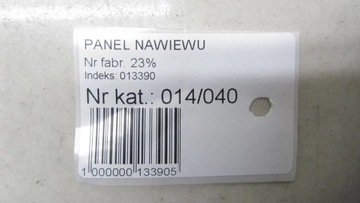 PANEL NAWIEWU
Nr fabr. 23%
Indeks: 013390
Nr kat.: 014/040
1 000000 133905